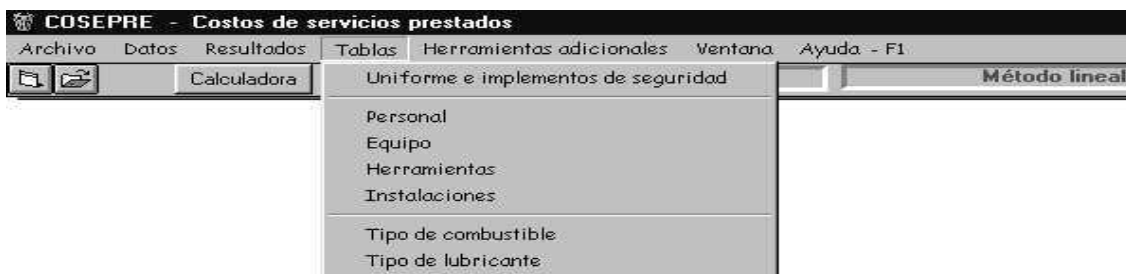 COSEPRE - Costos de servicios prestados
Archivo Datos Resultados Tablas Herramientas adicionales Ventana Ayuda - F1
Calculadora Método lineal
Uniforme e implementos de seguridad
Personal
Equipo
Herramientas
Instalaciones
Tipo de combustible
Tipo de lubricante